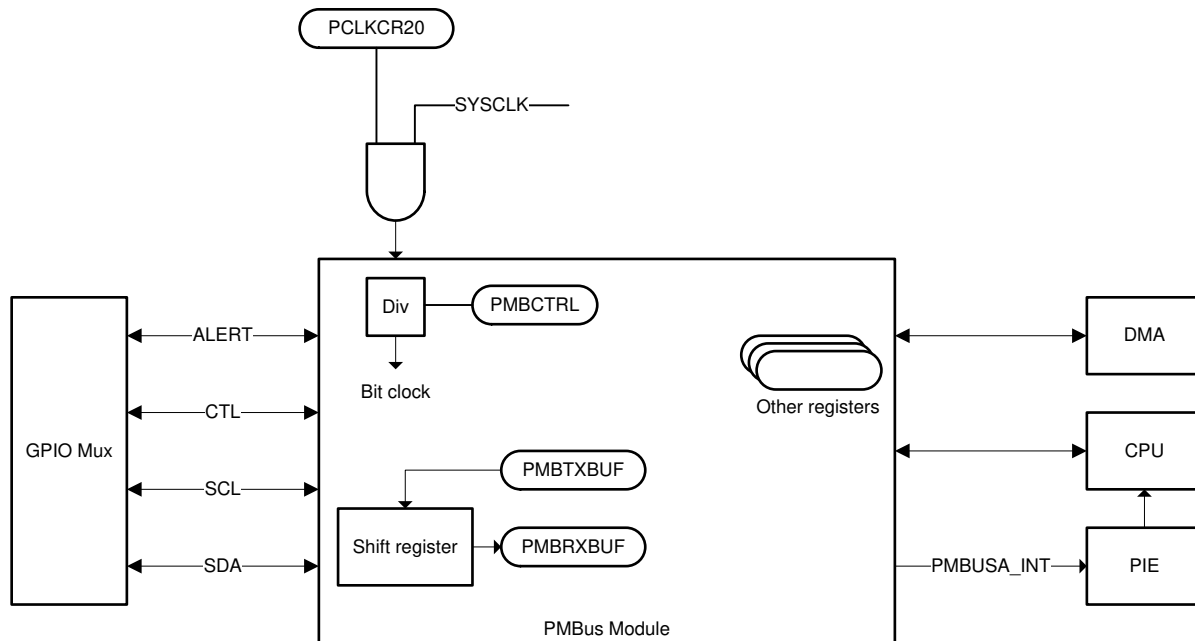 PCLKCR20
SYSCLK
Div
PMBCTRL
Bit clock
Other registers
GPIO Mux
ALERT
CTL
SCL
SDA
PMBTXBUF
Shift register
PMBRXBUF
DMA
CPU
PMBUSA_INT
PIE
PMBus Module